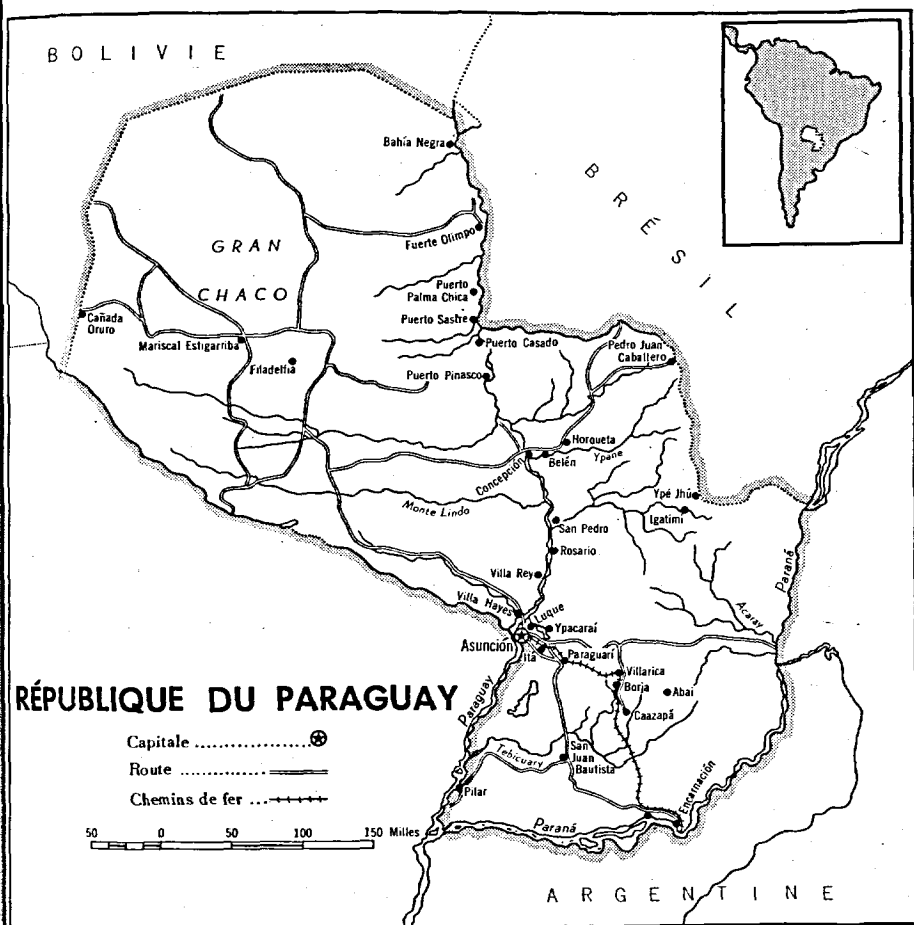 BOLIVIE
BRÉSIL
Bahía Negra
GRAN
CHACO
Fuerte Olimpo
Puerto
Palma Chica
Puerto Sastre
Cañada
Oruro
Mariscal Estigarriba
Filadelfia
Puerto Casado
Puerto Pinasco
Pedro Juan
Caballero
Horqueta
Concepción
Belén
Ypane
Monte Lindo
Ypé Jhú
Igatimi
San Pedro
Rosario
Paraná
Villa Rey
Acaray
Villa Hayes
Luque
Ypacaraí
Asunción
Itá
Paraguarí
Villarica
Borja
Abai
Caazapá
RÉPUBLIQUE DU PARAGUAY
Paraguay
Capitale
Route
Chemins de fer
Tebicuary
San
Juan
Bautista
Pilar
Encarnación
Paraná
50 0 50 100 150 Milles
ARGENTINE